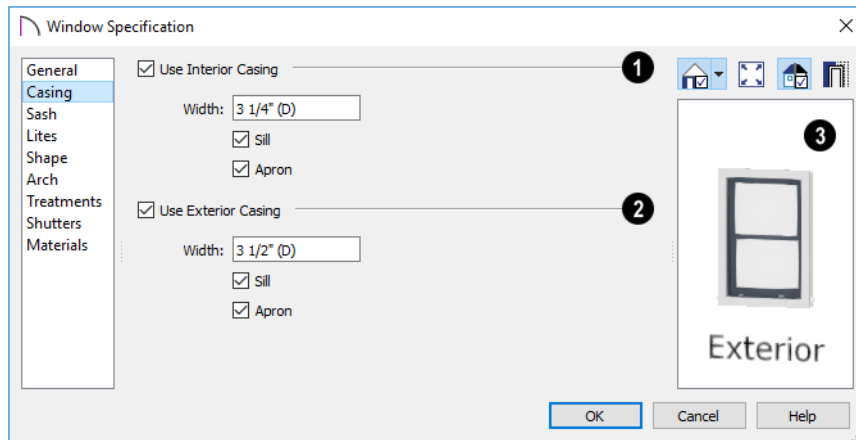 Window Specification
General
Casing
Sash
Lites
Shape
Arch
Treatments
Shutters
Materials
Use Interior Casing
1
Width: 3 1/4" (D)
Sill
Apron
Use Exterior Casing
2
Width: 3 1/2" (D)
Sill
Apron
3
Exterior
OK Cancel Help